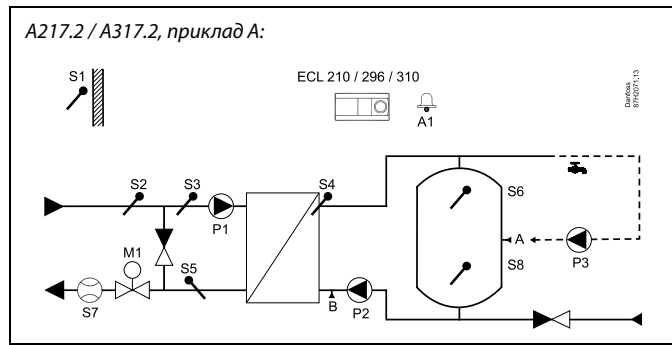 A217.2 / A317.2, приклад А:
S1
ECL 210 / 296 / 310
A1
Danfoss
87H2071.13
S2
S3
S4
S6
P1
A
P3
M1
S5
S8
S7
B
P2